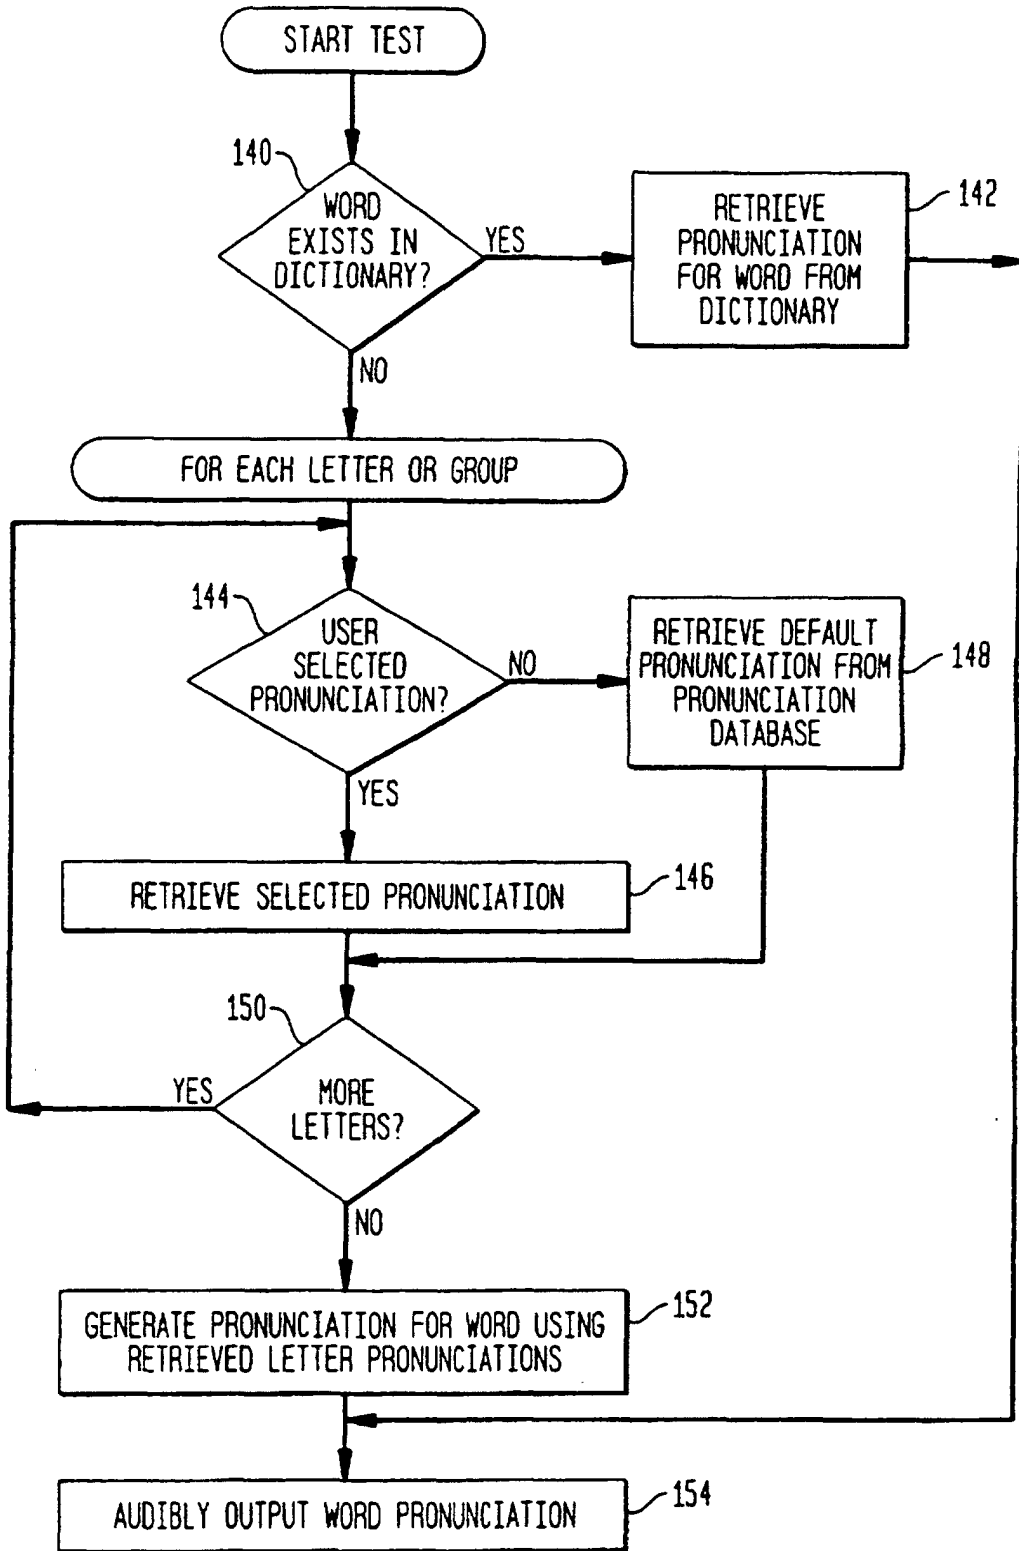 START TEST
140
WORD
EXISTS IN
DICTIONARY?
YES
RETRIEVE
PRONUNCIATION
FOR WORD FROM
DICTIONARY
142
NO
FOR EACH LETTER OR GROUP
144
USER
SELECTED
PRONUNCIATION?
NO
RETRIEVE DEFAULT
PRONUNCIATION FROM
PRONUNCIATION
DATABASE
148
YES
RETRIEVE SELECTED PRONUNCIATION
146
150
MORE
LETTERS?
YES
NO
GENERATE PRONUNCIATION FOR WORD USING
RETRIEVED LETTER PRONUNCIATIONS
152
AUDIBLY OUTPUT WORD PRONUNCIATION
154